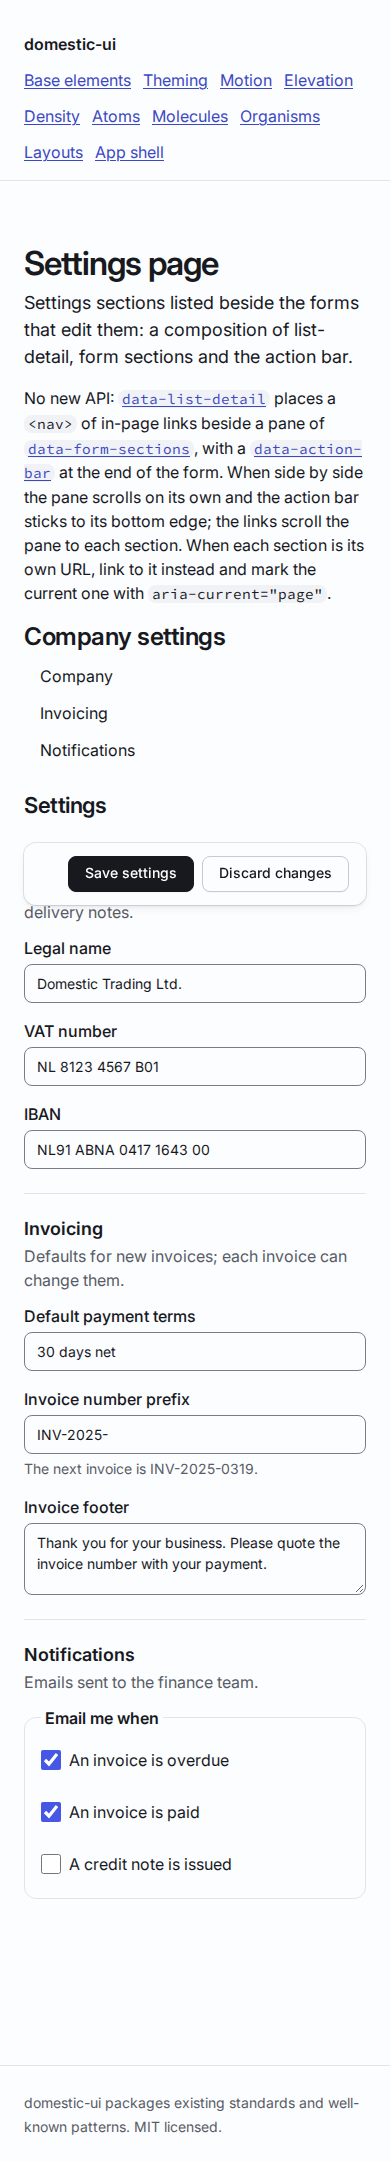 domestic-ui
Base elements Theming Motion Elevation
Density Atoms Molecules Organisms
Layouts App shell
Settings page
Settings sections listed beside the forms
that edit them: a composition of list-
detail, form sections and the action bar.
No new API: data-list-detail places a
<nav> of in-page links beside a pane of
data-form-sections, with a data-action-
bar at the end of the form. When side by side
the pane scrolls on its own and the action bar
sticks to its bottom edge; the links scroll the
pane to each section. When each section is its
own URL, link to it instead and mark the
current one with aria-current="page".
Company settings
Company
Invoicing
Notifications
Settings
Save settings Discard changes
delivery notes.
Legal name
Domestic Trading Ltd.
VAT number
NL 8123 4567 B01
IBAN
NL91 ABNA 0417 1643 00
Invoicing
Defaults for new invoices; each invoice can
change them.
Default payment terms
30 days net
Invoice number prefix
INV-2025-
The next invoice is INV-2025-0319.
Invoice footer
Thank you for your business. Please quote the
invoice number with your payment.
Notifications
Emails sent to the finance team.
Email me when
An invoice is overdue
An invoice is paid
A credit note is issued
domestic-ui packages existing standards and well-
known patterns. MIT licensed.